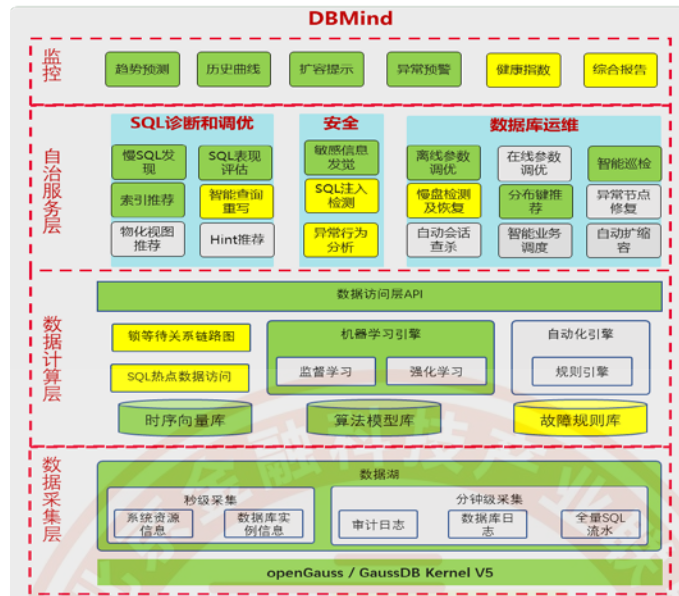 DBMind
监控
趋势预测 历史曲线 扩容提示 异常预警 健康指数 综合报告
自治服务层
SQL诊断和调优 安全 数据库运维
慢SQL发现
SQL表现评估
索引推荐
智能查询重写
物化视图推荐
Hint推荐
敏感信息发觉
SQL注入检测
异常行为分析
离线参数调优
在线参数调优
智能巡检
慢盘检测及恢复
分布键推荐
异常节点修复
自动会话查杀
智能业务调度
自动扩缩容
数据计算层
数据访问层API
锁等待关系链路图
SQL热点数据访问
机器学习引擎
监督学习 强化学习
自动化引擎
规则引擎
时序向量库 算法模型库 故障规则库
数据采集层
数据湖
秒级采集
系统资源信息
数据库实例信息
分钟级采集
审计日志
数据库日志
全量SQL流水
openGauss / GaussDB Kernel V5